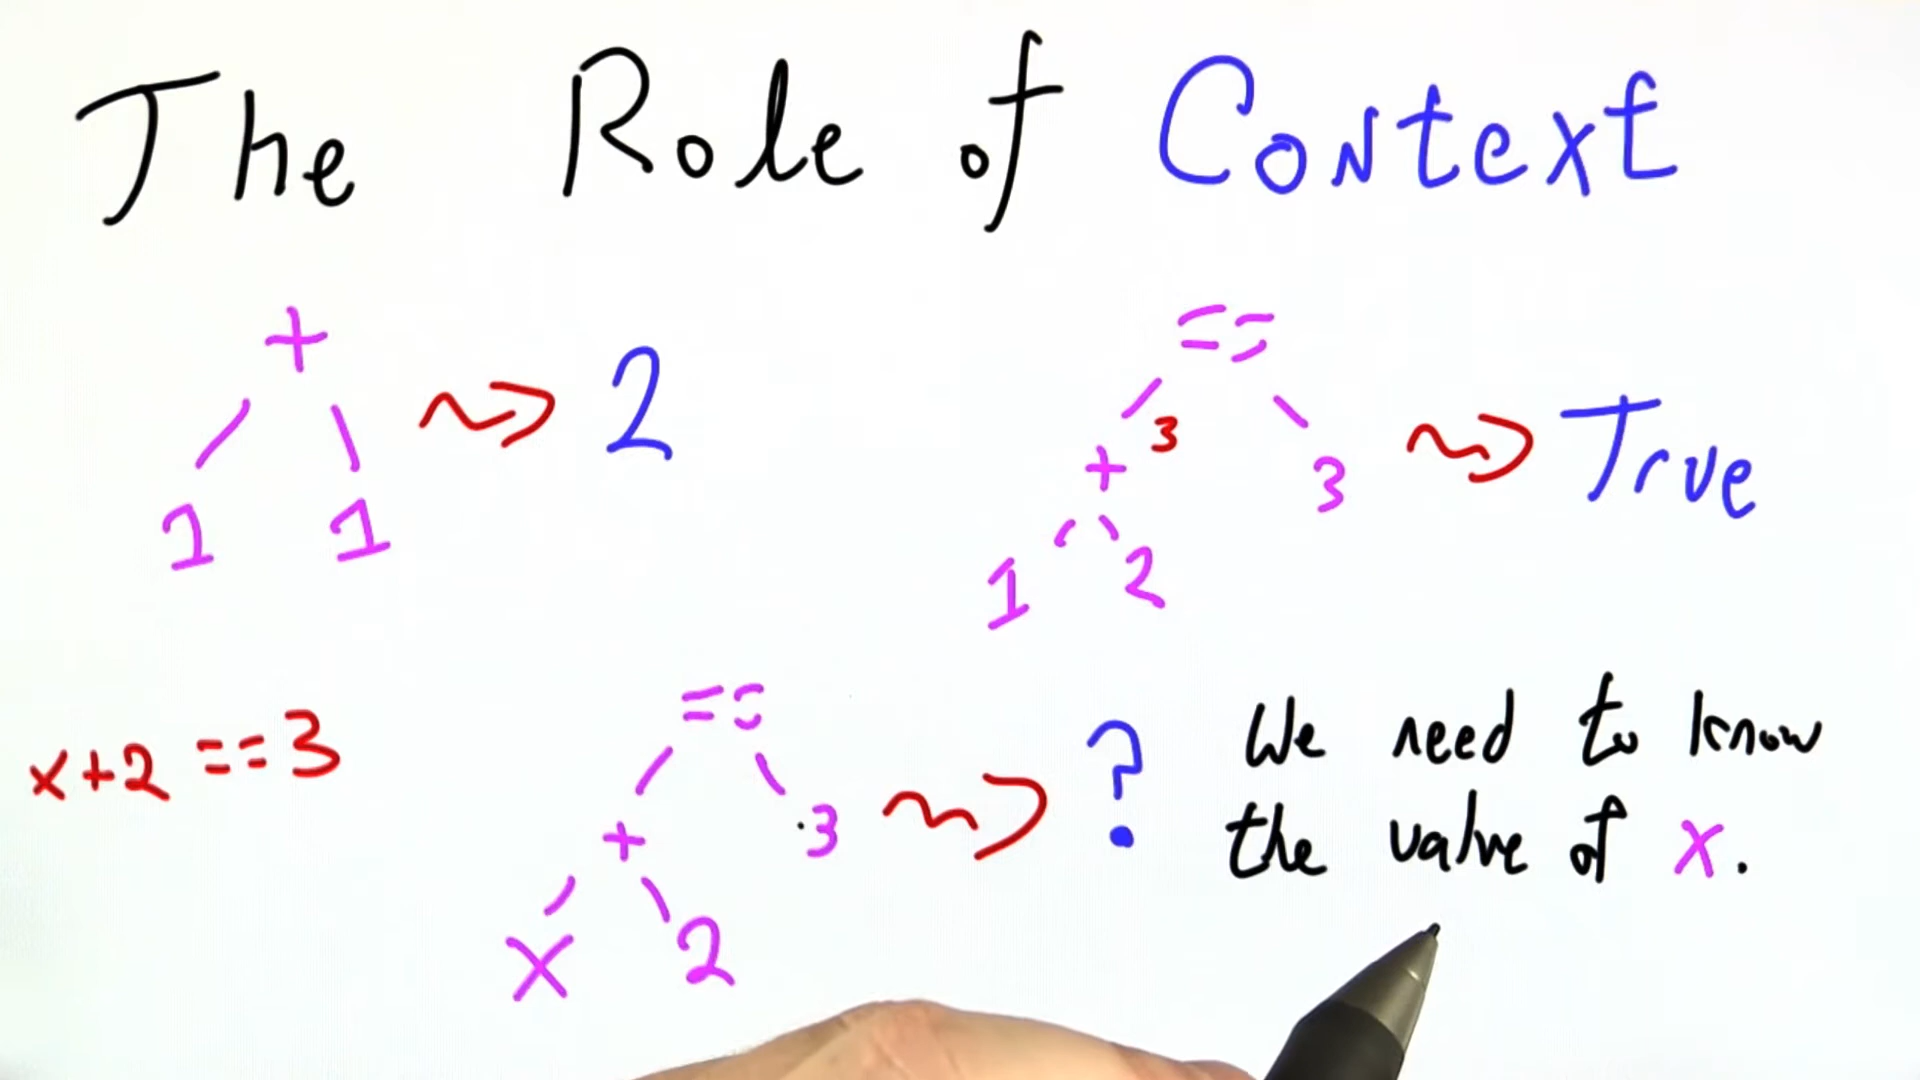 The Role of Context
+
1 1
2
==
3
+ 3
1 2
True
x+2 == 3
==
+ 3
x 2
?
We need to know
the value of x.